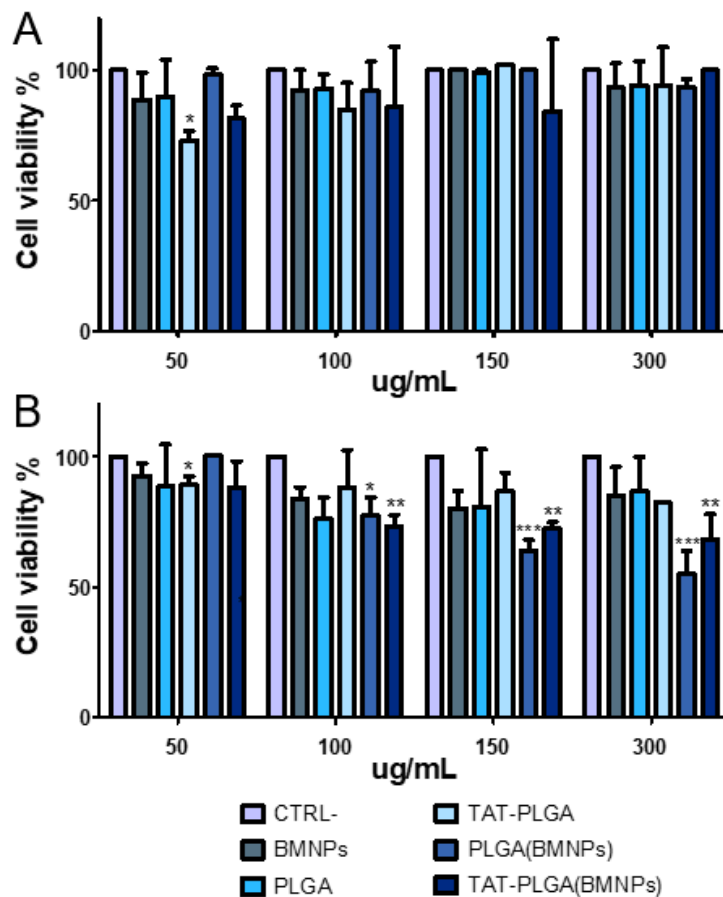 A
Cell viability %
100
*
50
0
50 100 150 300
ug/mL
B
Cell viability %
100
* * ** *** ** *** **
50
0
50 100 150 300
ug/mL
CTRL- TAT-PLGA
BMNPs PLGA(BMNPs)
PLGA TAT-PLGA(BMNPs)